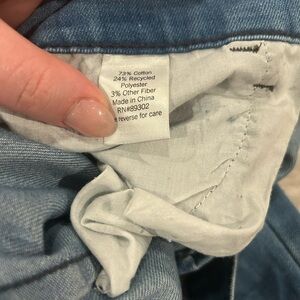 73% Cotton
24% Recycled
Polyester
3% Other Fiber
Made in China
RN#89302
reverse for care